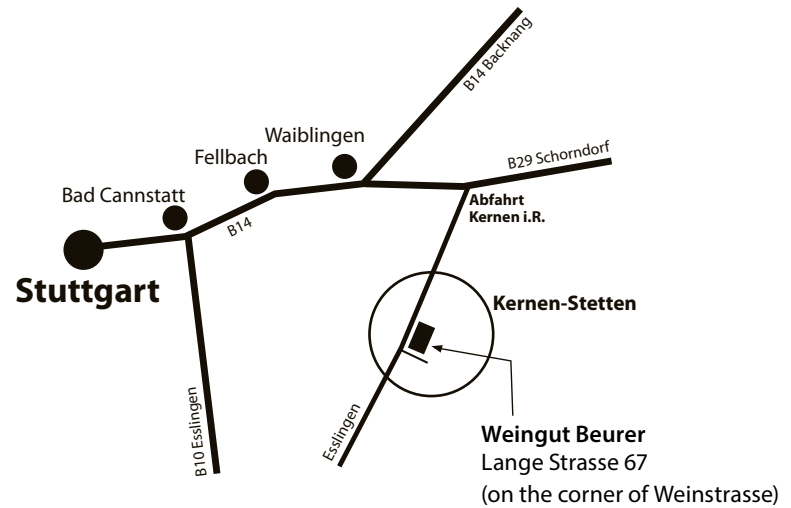 B14 Backnang
Waiblingen
Fellbach
B29 Schorndorf
Bad Cannstatt
Abfahrt
Kernen i.R.
B14
Stuttgart
Kernen-Stetten
B10 Esslingen
Esslingen
Weingut Beurer
Lange Strasse 67
(on the corner of Weinstrasse)